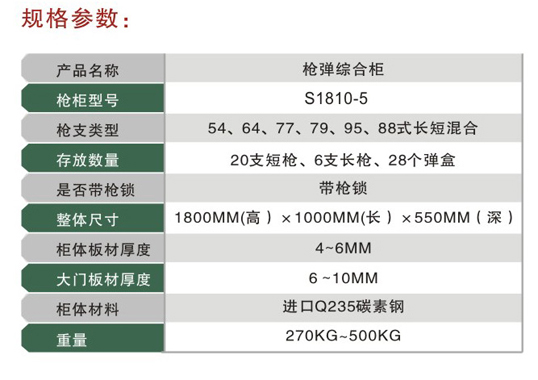 规格参数：
产品名称 枪弹综合柜
枪柜型号 S1810-5
枪支类型 54、64、77、79、95、88式长短混合
存放数量 20支短枪、6支长枪、28个弹盒
是否带枪锁 带枪锁
整体尺寸 1800MM(高）×1000MM(长）×550MM（深）
柜体板材厚度 4~6MM
大门板材厚度 6~10MM
柜体材料 进口Q235碳素钢
重量 270KG~500KG